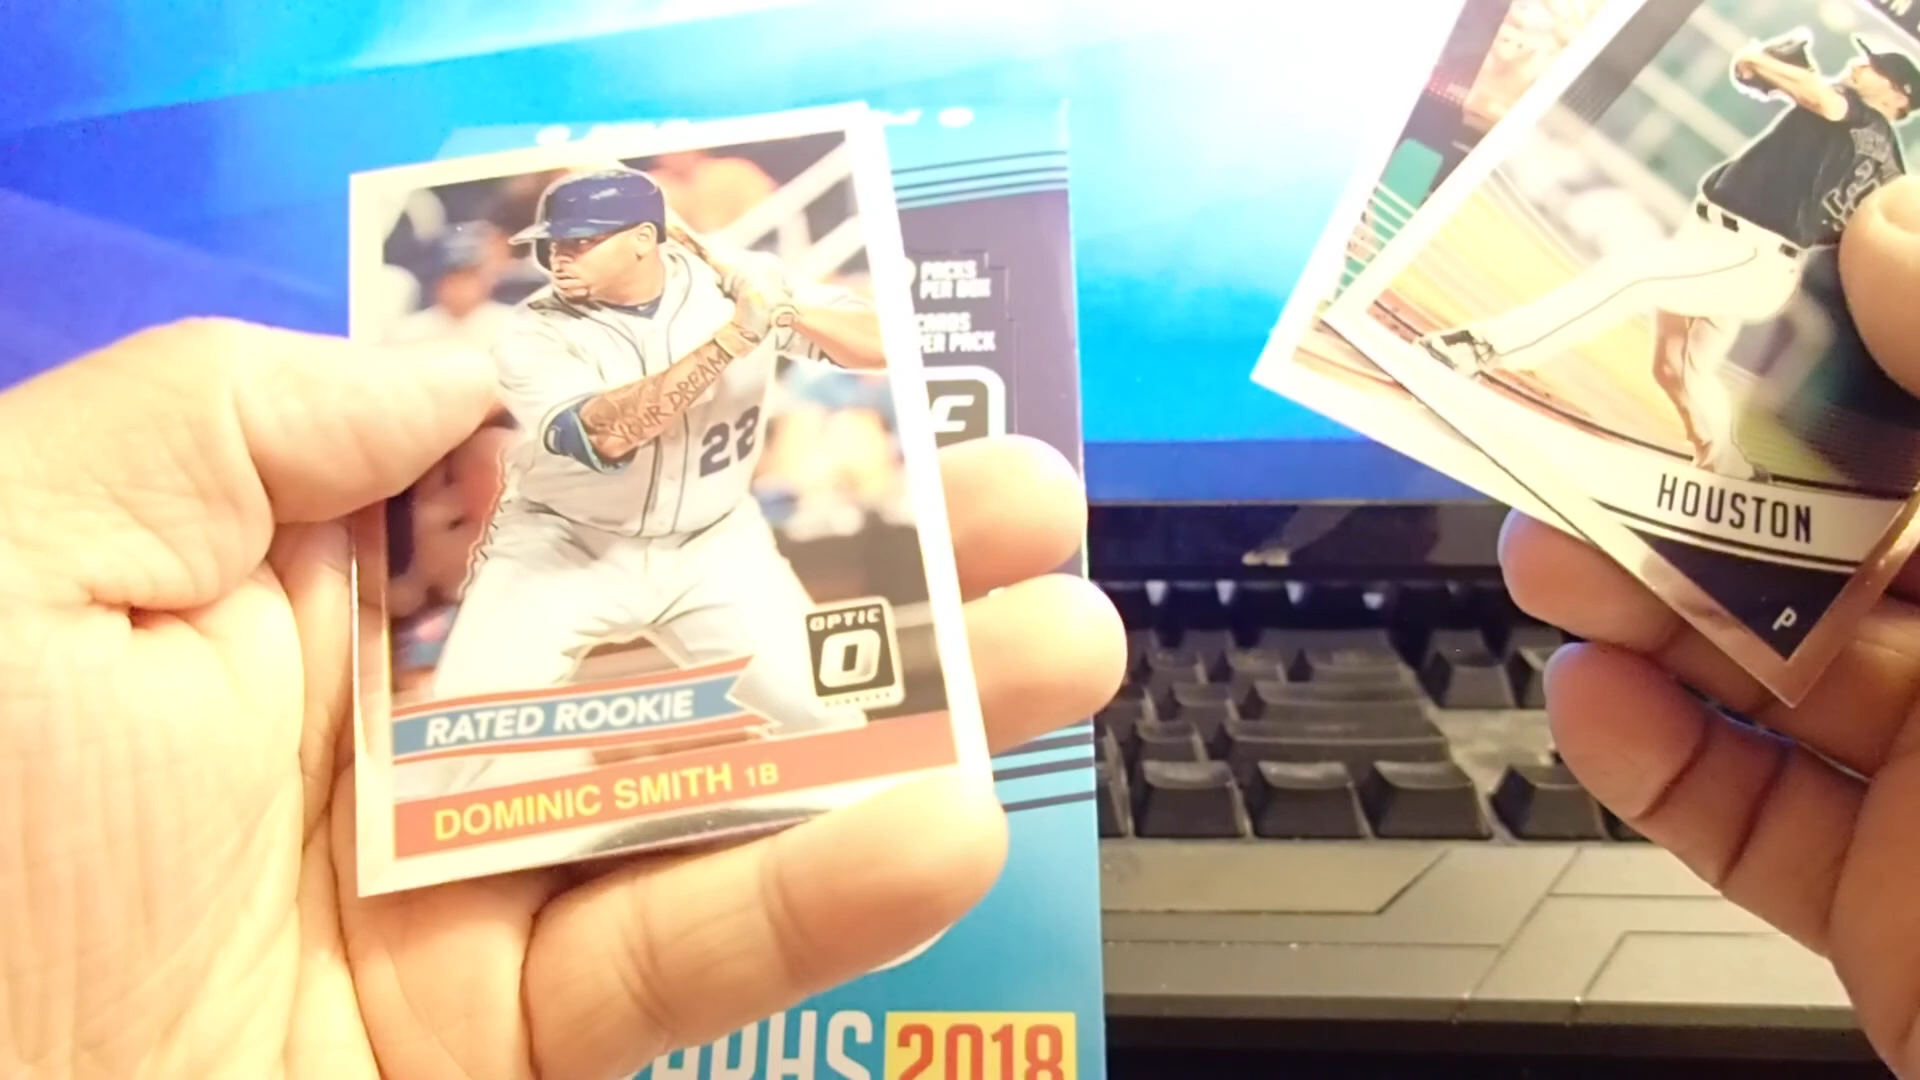 PACKS
PER BOX
CARDS
PER PACK
YOUR DREAM
22
OPTIC
O
RATED ROOKIE
DOMINIC SMITH 1B
HOUSTON
P
2018